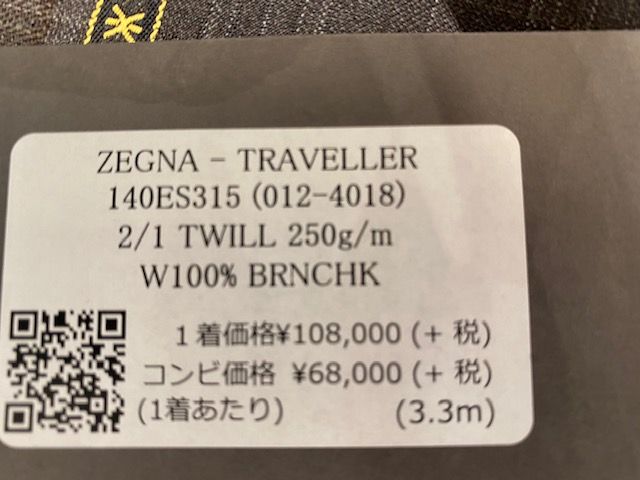 ZEGNA - TRAVELLER
140ES315 (012-4018)
2/1 TWILL 250g/m
W100% BRNCHK
1着価格¥108,000 (+ 税)
コンビ価格 ¥68,000 (+ 税)
(1着あたり) (3.3m)